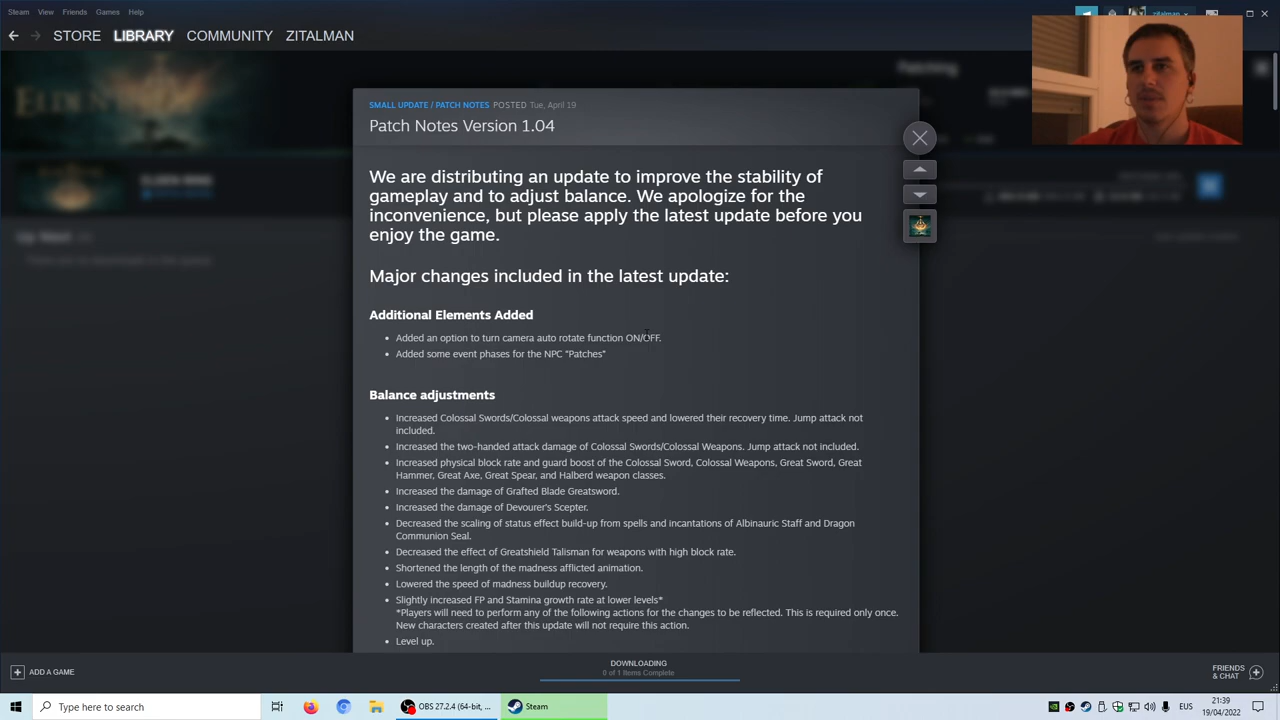 Steam View Friends Games Help
zitalman
STORE LIBRARY COMMUNITY ZITALMAN
Patching
SMALL UPDATE / PATCH NOTES POSTED Tue, April 19
Patch Notes Version 1.04
We are distributing an update to improve the stability of
gameplay and to adjust balance. We apologize for the
inconvenience, but please apply the latest update before you
enjoy the game.
Major changes included in the latest update:
Additional Elements Added
• Added an option to turn camera auto rotate function ON/OFF.
• Added some event phases for the NPC "Patches"
Balance adjustments
• Increased Colossal Swords/Colossal weapons attack speed and lowered their recovery time. Jump attack not
included.
• Increased the two-handed attack damage of Colossal Swords/Colossal Weapons. Jump attack not included.
• Increased physical block rate and guard boost of the Colossal Sword, Colossal Weapons, Great Sword, Great
Hammer, Great Axe, Great Spear, and Halberd weapon classes.
• Increased the damage of Grafted Blade Greatsword.
• Increased the damage of Devourer's Scepter.
• Decreased the scaling of status effect build-up from spells and incantations of Albinauric Staff and Dragon
Communion Seal.
• Decreased the effect of Greatshield Talisman for weapons with high block rate.
• Shortened the length of the madness afflicted animation.
• Lowered the speed of madness buildup recovery.
• Slightly increased FP and Stamina growth rate at lower levels*
*Players will need to perform any of the following actions for the changes to be reflected. This is required only once.
New characters created after this update will not require this action.
• Level up.
ADD A GAME
DOWNLOADING
0 of 1 Items Complete
FRIENDS
& CHAT
Type here to search
OBS 27.2.4 (64-bit, ...
Steam
EUS
21:39
19/04/2022